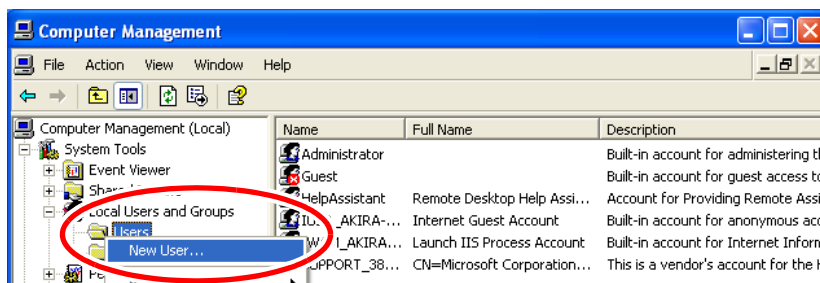 Computer Management
File Action View Window Help
Computer Management (Local)
System Tools
Event Viewer
Local Users and Groups
Users
New User...
Name Full Name Description
Administrator Built-in account for administering
Guest Built-in account for guest access to
HelpAssistant Remote Desktop Help Assi... Account for Providing Remote Assi
Internet Guest Account Built-in account for anonymous acc
Launch IIS Process Account Built-in account for Internet Inform
CN=Microsoft Corporation... This is a vendor's account for the